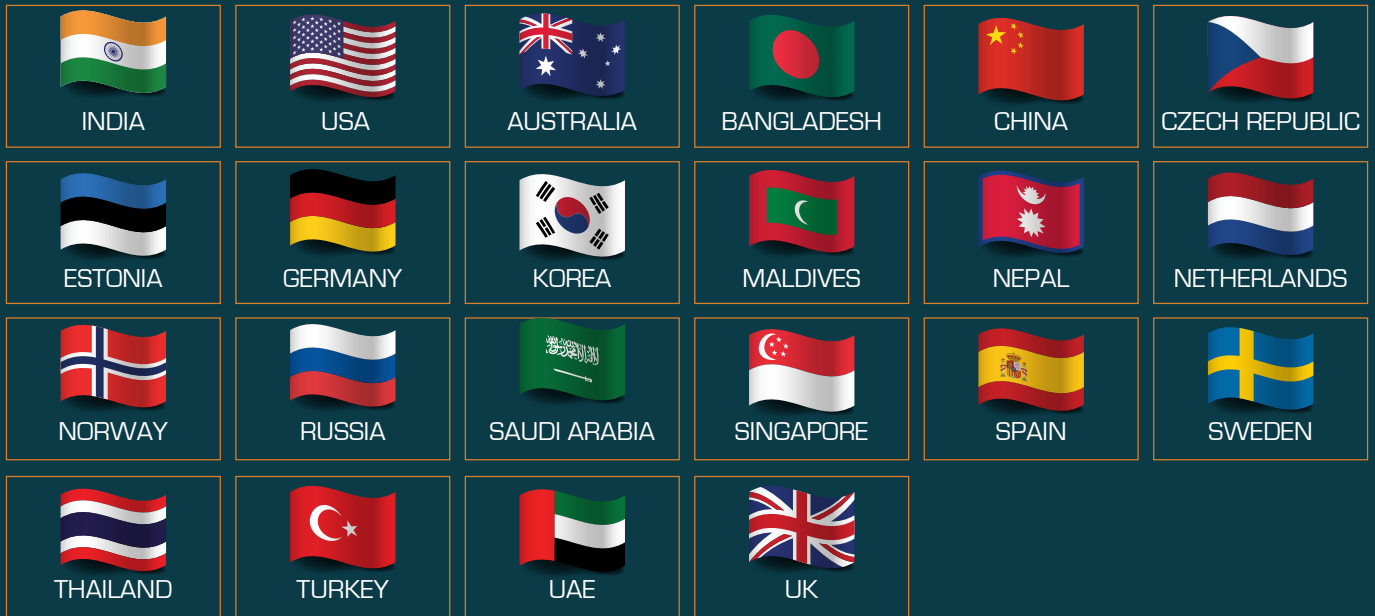 INDIA
USA
AUSTRALIA
BANGLADESH
CHINA
CZECH REPUBLIC
ESTONIA
GERMANY
KOREA
MALDIVES
NEPAL
NETHERLANDS
NORWAY
RUSSIA
SAUDI ARABIA
SINGAPORE
SPAIN
SWEDEN
THAILAND
TURKEY
UAE
UK